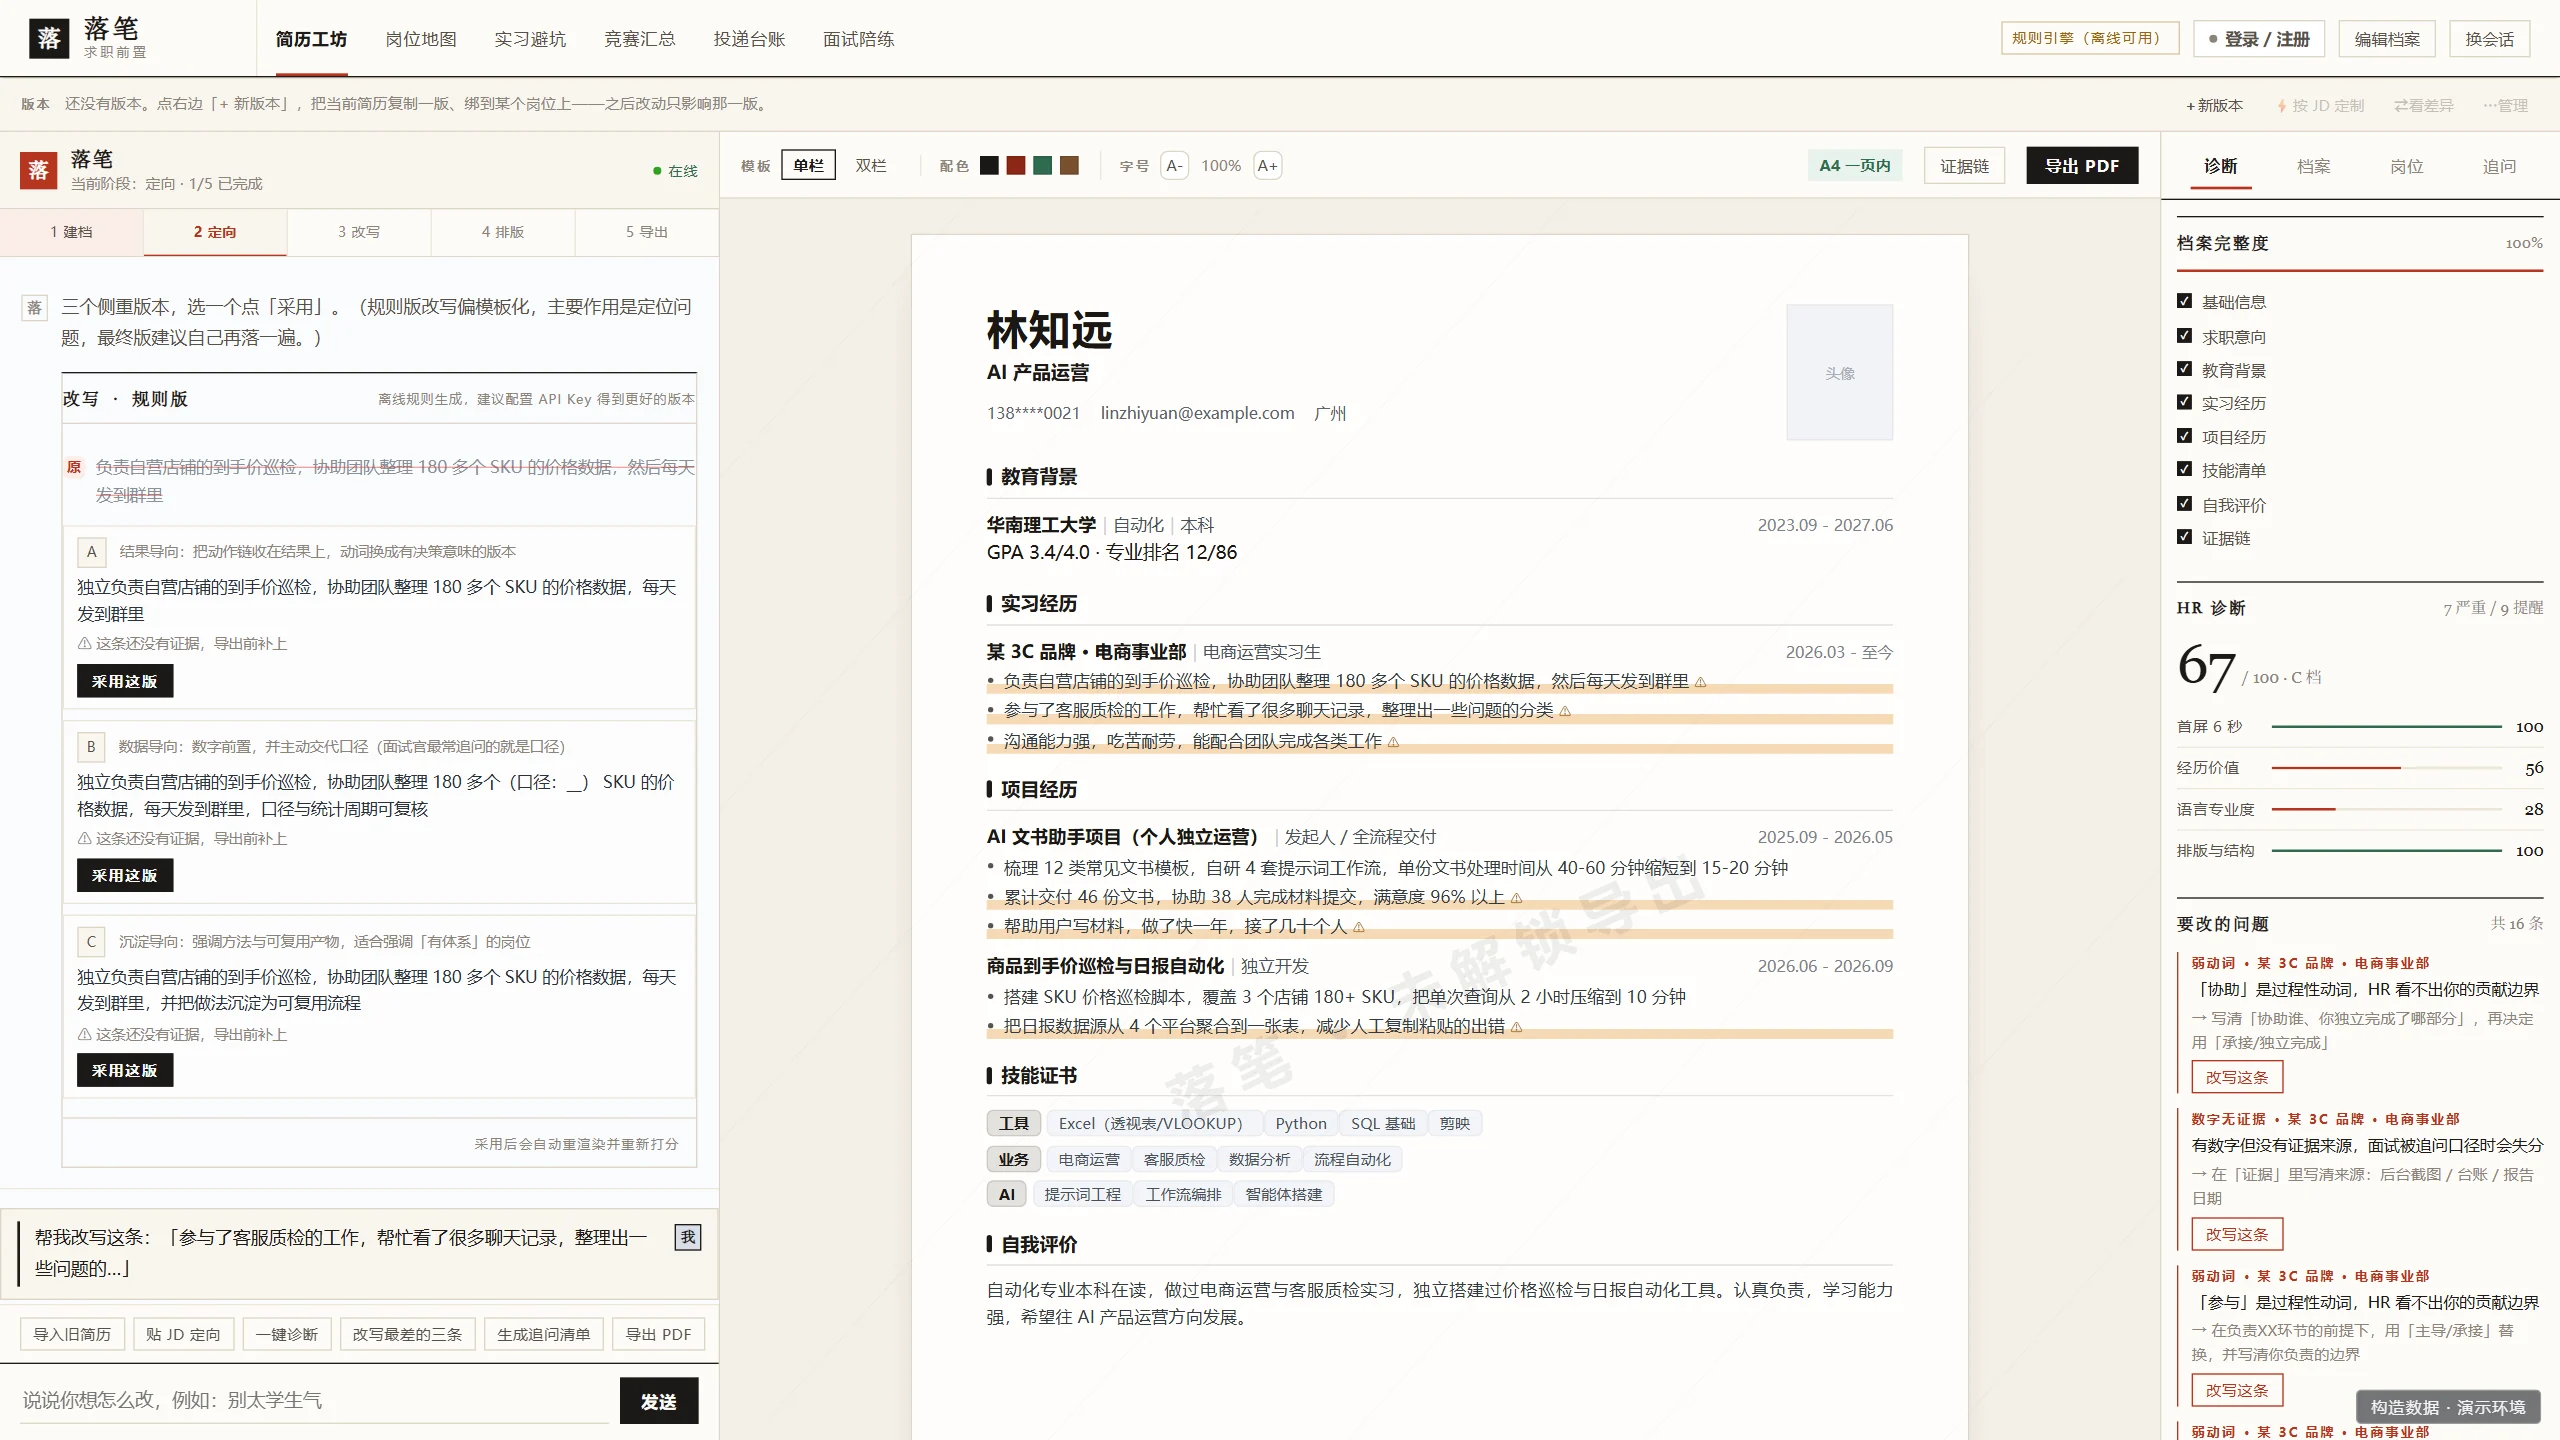 落 落笔
求职前置
简历工坊 岗位地图 实习避坑 竞赛汇总 投递台账 面试陪练
规则引擎（离线可用） 登录 / 注册 编辑档案 换会话
版本 还没有版本。点右边「+ 新版本」，把当前简历复制一版、绑到某个岗位上——之后改动只影响那一版。
+ 新版本 按 JD 定制 ⇄看差异 ···管理
落 落笔
当前阶段：定向 · 1/5 已完成
在线
1 建档 2 定向 3 改写 4 排版 5 导出
落 三个侧重版本，选一个点「采用」。（规则版改写偏模板化，主要作用是定位问
题，最终版建议自己再落一遍。）
改写 · 规则版 离线规则生成，建议配置 API Key 得到更好的版本
原 负责自营店铺的到手价巡检，协助团队整理 180 多个 SKU 的价格数据，然后每天
发到群里
A 结果导向：把动作链收在结果上，动词换成有决策意味的版本
独立负责自营店铺的到手价巡检，协助团队整理 180 多个 SKU 的价格数据，每天
发到群里
⚠ 这条还没有证据，导出前补上
采用这版
B 数据导向：数字前置，并主动交代口径（面试官最常追问的就是口径）
独立负责自营店铺的到手价巡检，协助团队整理 180 多个（口径：__） SKU 的价
格数据，每天发到群里，口径与统计周期可复核
⚠ 这条还没有证据，导出前补上
采用这版
C 沉淀导向：强调方法与可复用产物，适合强调「有体系」的岗位
独立负责自营店铺的到手价巡检，协助团队整理 180 多个 SKU 的价格数据，每天
发到群里，并把做法沉淀为可复用流程
⚠ 这条还没有证据，导出前补上
采用这版
采用后会自动重渲染并重新打分
帮我改写这条：「参与了客服质检的工作，帮忙看了很多聊天记录，整理出一
些问题的…」
我
导入旧简历 贴 JD 定向 一键诊断 改写最差的三条 生成追问清单 导出 PDF
说说你想怎么改，例如：别太学生气
发送
模板 单栏 双栏 配色 字号 A- 100% A+
A4 一页内 证据链 导出 PDF
林知远
AI 产品运营
138****0021 linzhiyuan@example.com 广州
头像
教育背景
华南理工大学 | 自动化 | 本科 2023.09 - 2027.06
GPA 3.4/4.0 · 专业排名 12/86
实习经历
某 3C 品牌 • 电商事业部 | 电商运营实习生 2026.03 - 至今
• 负责自营店铺的到手价巡检，协助团队整理 180 多个 SKU 的价格数据，然后每天发到群里 ⚠
• 参与了客服质检的工作，帮忙看了很多聊天记录，整理出一些问题的分类 ⚠
• 沟通能力强，吃苦耐劳，能配合团队完成各类工作 ⚠
项目经历
AI 文书助手项目（个人独立运营） | 发起人 / 全流程交付 2025.09 - 2026.05
• 梳理 12 类常见文书模板，自研 4 套提示词工作流，单份文书处理时间从 40-60 分钟缩短到 15-20 分钟
• 累计交付 46 份文书，协助 38 人完成材料提交，满意度 96% 以上 ⚠
• 帮助用户写材料，做了快一年，接了几十个人 ⚠
商品到手价巡检与日报自动化 | 独立开发 2026.06 - 2026.09
• 搭建 SKU 价格巡检脚本，覆盖 3 个店铺 180+ SKU，把单次查询从 2 小时压缩到 10 分钟
• 把日报数据源从 4 个平台聚合到一张表，减少人工复制粘贴的出错 ⚠
落笔 · 未解锁导出
技能证书
工具 Excel（透视表/VLOOKUP） Python SQL 基础 剪映
业务 电商运营 客服质检 数据分析 流程自动化
AI 提示词工程 工作流编排 智能体搭建
自我评价
自动化专业本科在读，做过电商运营与客服质检实习，独立搭建过价格巡检与日报自动化工具。认真负责，学习能力
强，希望往 AI 产品运营方向发展。
诊断 档案 岗位 追问
档案完整度 100%
基础信息
求职意向
教育背景
实习经历
项目经历
技能清单
自我评价
证据链
HR 诊断 7 严重 / 9 提醒
67 / 100 · C 档
首屏 6 秒 100
经历价值 56
语言专业度 28
排版与结构 100
要改的问题 共 16 条
弱动词 • 某 3C 品牌 • 电商事业部
「协助」是过程性动词，HR 看不出你的贡献边界
→ 写清「协助谁、你独立完成了哪部分」，再决定
用「承接/独立完成」
改写这条
数字无证据 • 某 3C 品牌 • 电商事业部
有数字但没有证据来源，面试被追问口径时会失分
→ 在「证据」里写清来源：后台截图 / 台账 / 报告
日期
改写这条
弱动词 • 某 3C 品牌 • 电商事业部
「参与」是过程性动词，HR 看不出你的贡献边界
→ 在负责XX环节的前提下，用「主导/承接」替
换，并写清你负责的边界
改写这条
构造数据 · 演示环境
弱动词 • 某 3C 品牌 • 电商事业部